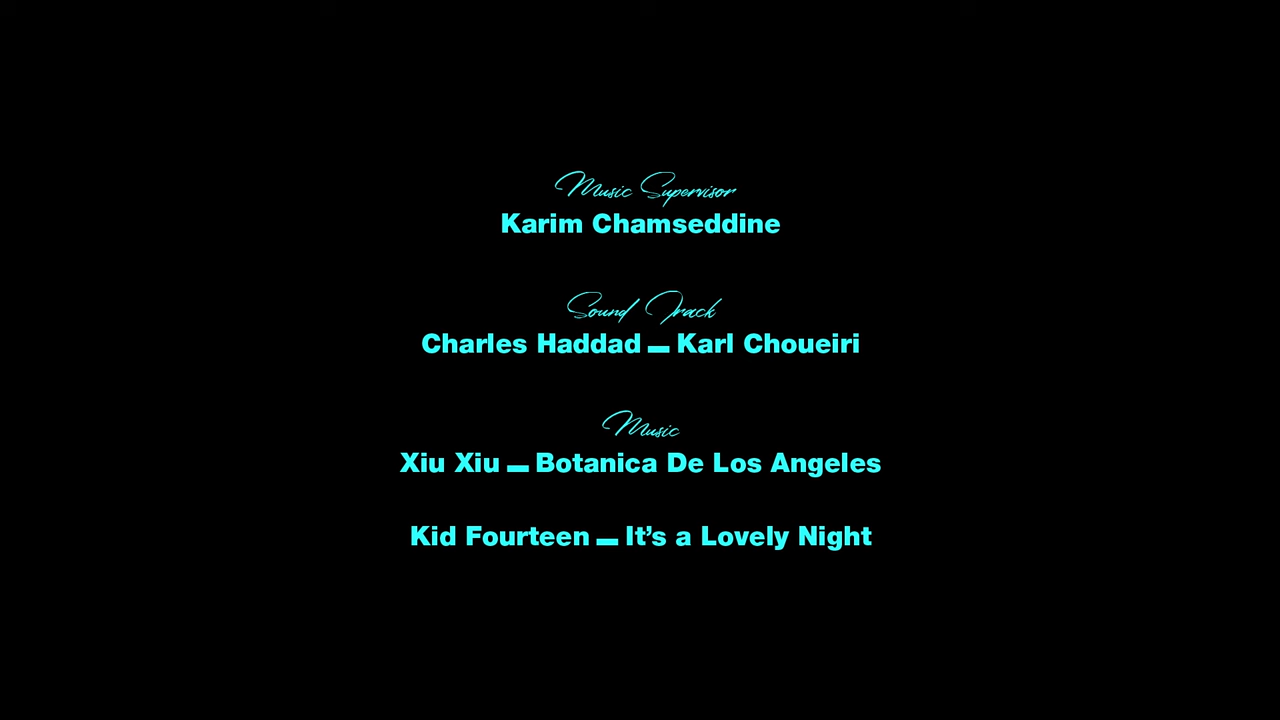 Music Supervisor
Karim Chamseddine
Sound Track
Charles Haddad – Karl Choueiri
Music
Xiu Xiu – Botanica De Los Angeles
Kid Fourteen – It’s a Lovely Night